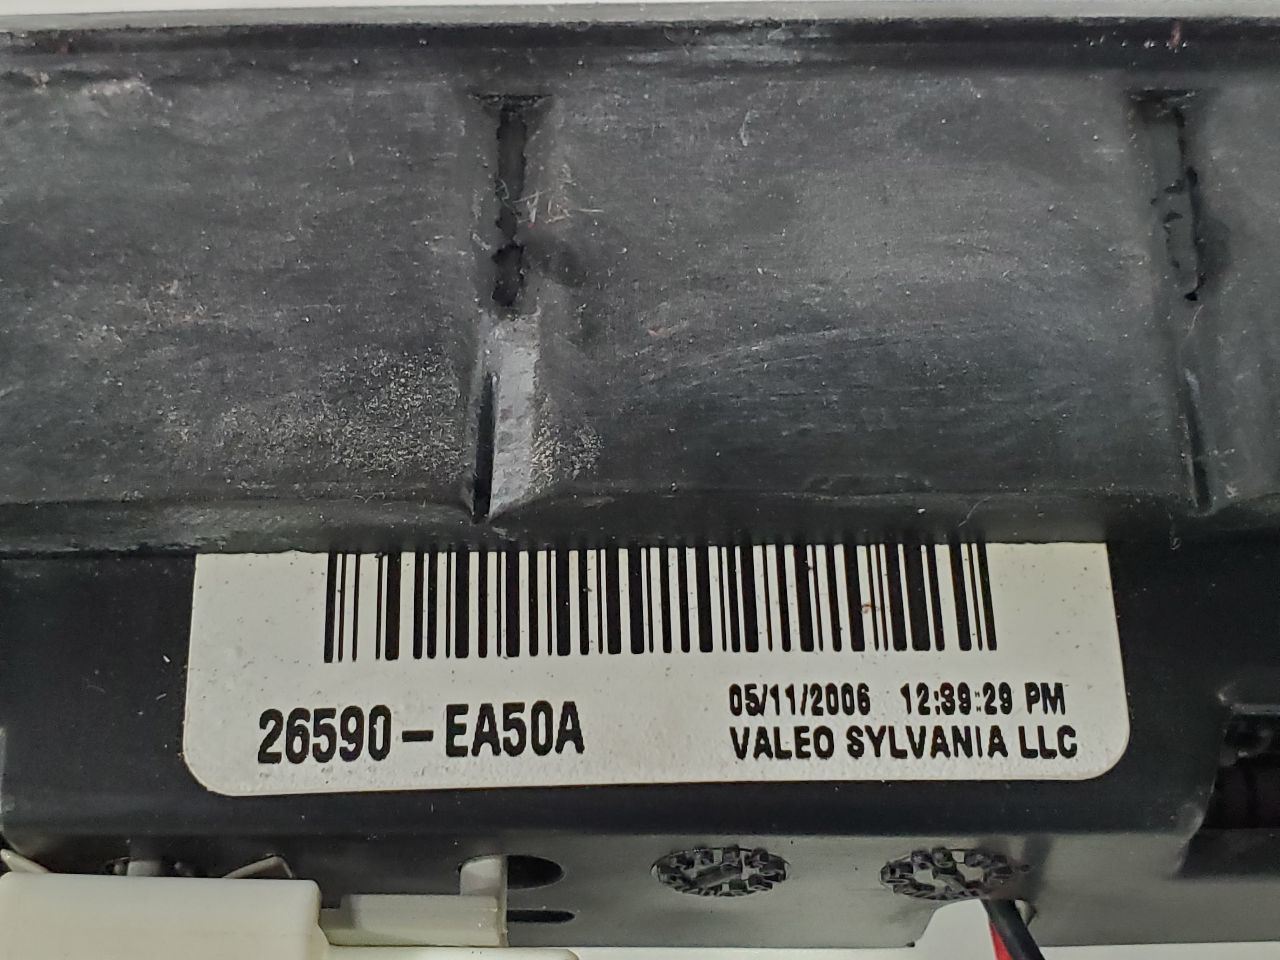 26590-EA50A
05/11/2006 12:39:29 PM
VALEO SYLVANIA LLC